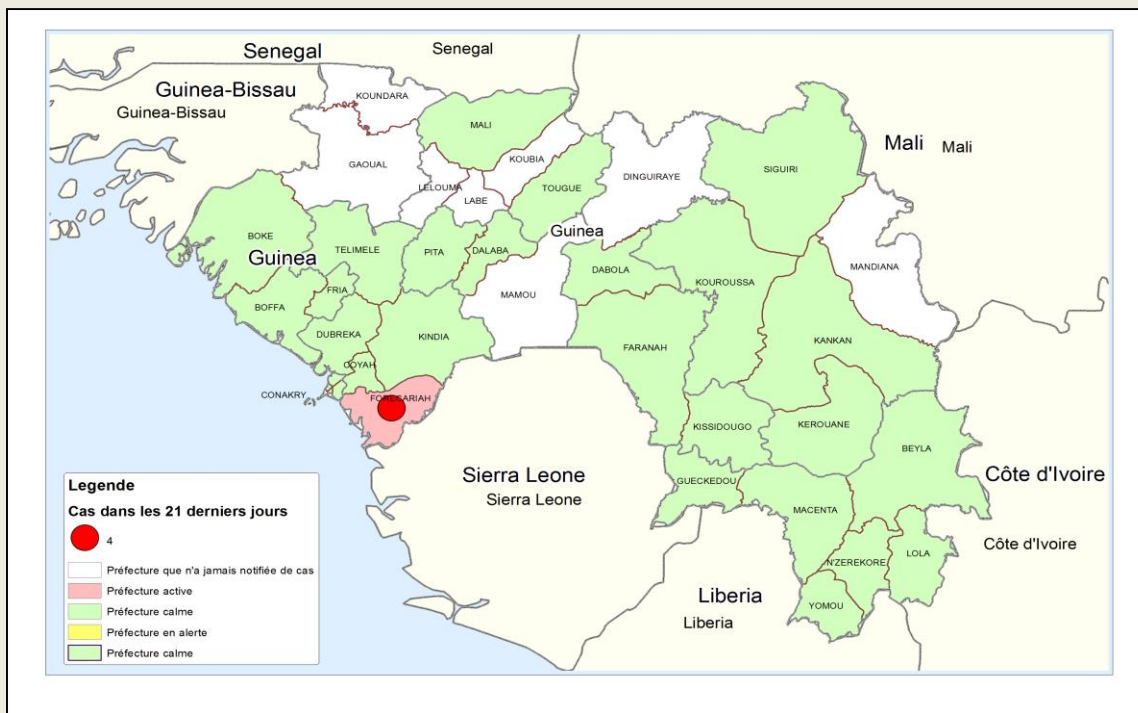 Senegal
Senegal
Guinea-Bissau
Guinea-Bissau
KOUNDARA
MALI
Mali
Mali
GAOUAL
KOUBIA
LELOUMA
LABE
TOUGUE
DINGUIRAYE
SIGUIRI
BOKE
Guinea
TELIMELE
PITA
DALABA
Guinea
MANDIANA
DABOLA
KOUROUSSA
FRIA
BOFFA
MAMOU
DUBREKA
KINDIA
FARANAH
KANKAN
COYAH
CONAKRY
FORECARIAH
KISSIDOUGO
KEROUANE
BEYLA
Sierra Leone
Sierra Leone
GUECKEDOU
MACENTA
Côte d'Ivoire
Côte d'Ivoire
LOLA
N'ZEREKORE
YOMOU
Liberia
Liberia
Legende
Cas dans les 21 derniers jours
4
Préfecture que n'a jamais notifiée de cas
Préfecture active
Préfecture calme
Préfecture en alerte
Préfecture calme